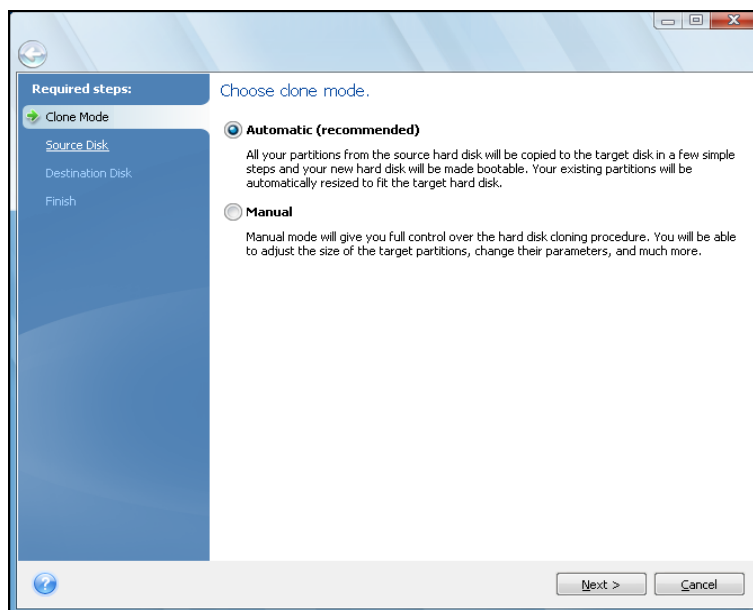 Required steps:
Clone Mode
Source Disk
Destination Disk
Finish
Choose clone mode.
Automatic (recommended)
All your partitions from the source hard disk will be copied to the target disk in a few simple
steps and your new hard disk will be made bootable. Your existing partitions will be
automatically resized to fit the target hard disk.
Manual
Manual mode will give you full control over the hard disk cloning procedure. You will be able
to adjust the size of the target partitions, change their parameters, and much more.
Next >
Cancel